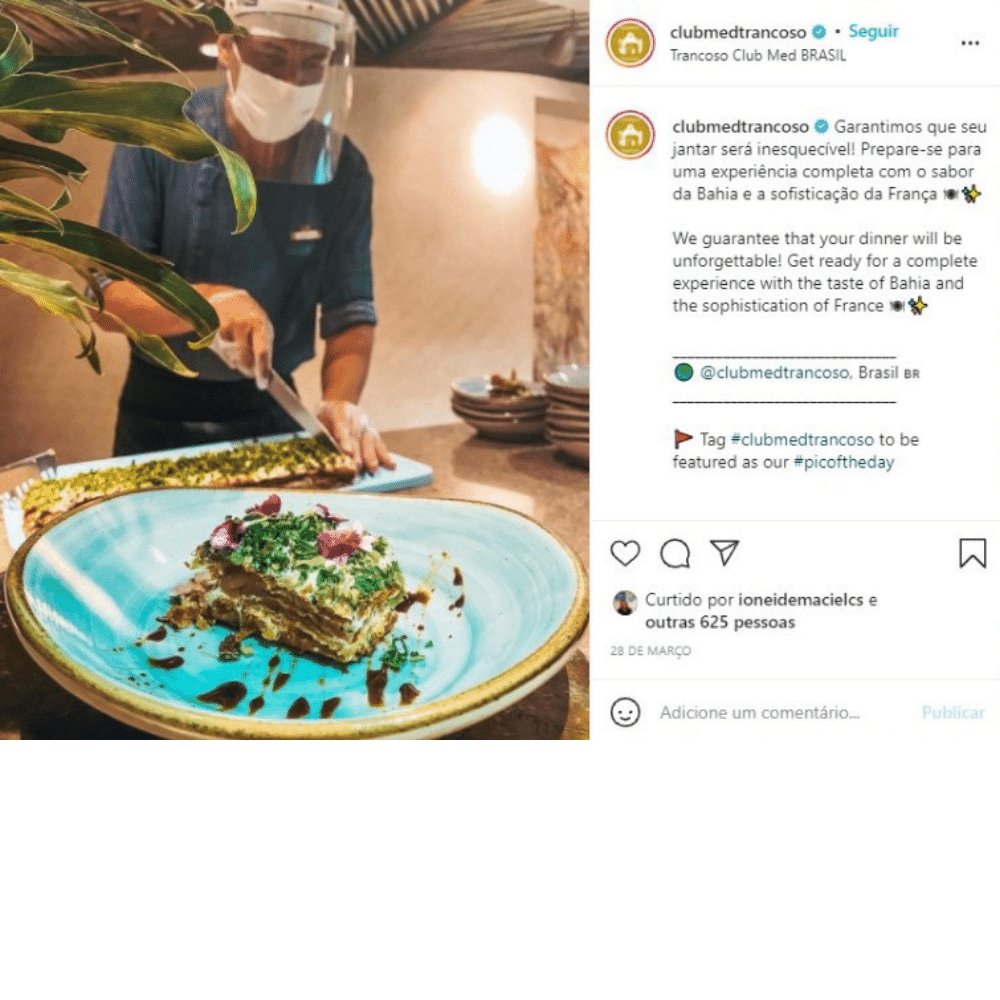 clubmedtrancoso • Seguir
Trancoso Club Med BRASIL
clubmedtrancoso Garantimos que seu
jantar será inesquecível! Prepare-se para
uma experiência completa com o sabor
da Bahia e a sofisticação da França 🍽✨
We guarantee that your dinner will be
unforgettable! Get ready for a complete
experience with the taste of Bahia and
the sophistication of France 🍽✨
________________________________
@clubmedtrancoso, Brasil BR
________________________________
🚩 Tag #clubmedtrancoso to be
featured as our #picoftheday
Curtido por ioneidemacielcs e
outras 625 pessoas
28 DE MARÇO
Adicione um comentário... Publicar